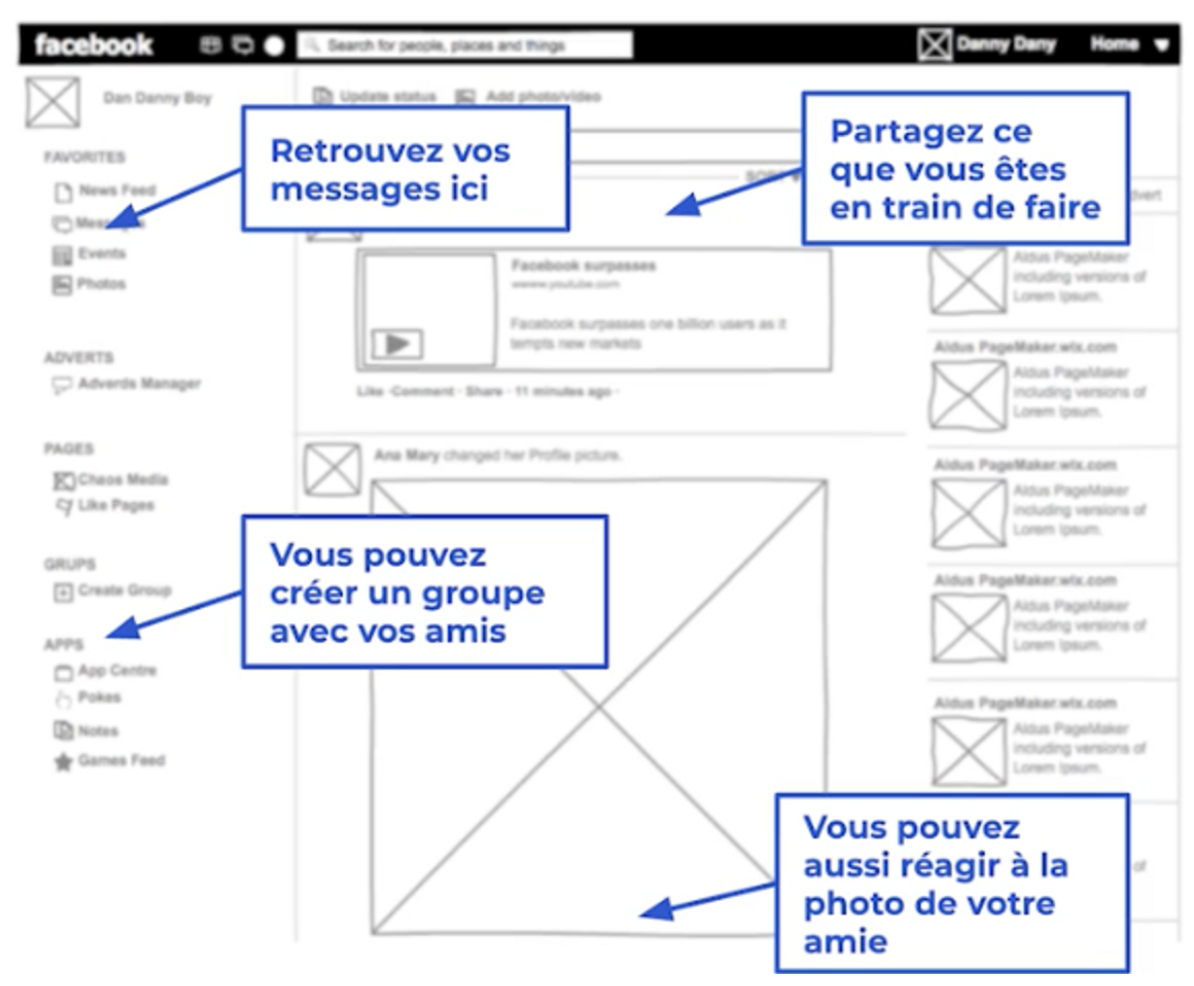 facebook
Search for people, places and things
Danny Dany
Home
Dan Danny Boy
Update status
Add photo/video
FAVORITES
News Feed
Events
Photos
ADVERTS
Adverds Manager
PAGES
Chaos Media
Like Pages
GRUPS
Create Group
APPS
App Centre
Pokes
Notes
Games Feed
Retrouvez vos
messages ici
Partagez ce
que vous êtes
en train de faire
SORT
Facebook surpasses
www.youtube.com
Facebook surpasses one billion users as it
tempts new markets
Like · Comment · Share · 11 minutes ago ·
Ana Mary changed her Profile picture.
Vous pouvez
créer un groupe
avec vos amis
Vous pouvez
aussi réagir à la
photo de votre
amie
Aldus PageMaker
including versions of
Lorem Ipsum.
Aldus PageMaker.wix.com
Aldus PageMaker
including versions of
Lorem Ipsum.
Aldus PageMaker.wix.com
Aldus PageMaker
including versions of
Lorem Ipsum.
Aldus PageMaker.wix.com
Aldus PageMaker
including versions of
Lorem Ipsum.
Aldus PageMaker.wix.com
Aldus PageMaker
including versions of
Lorem Ipsum.
of